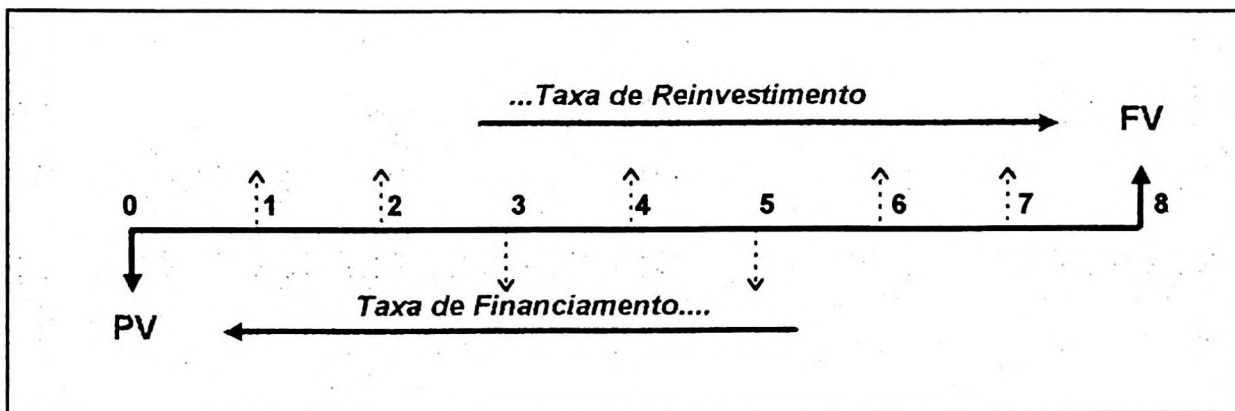 ...Taxa de Reinvestimento
FV
0 1 2 3 4 5 6 7 8
Taxa de Financiamento....
PV